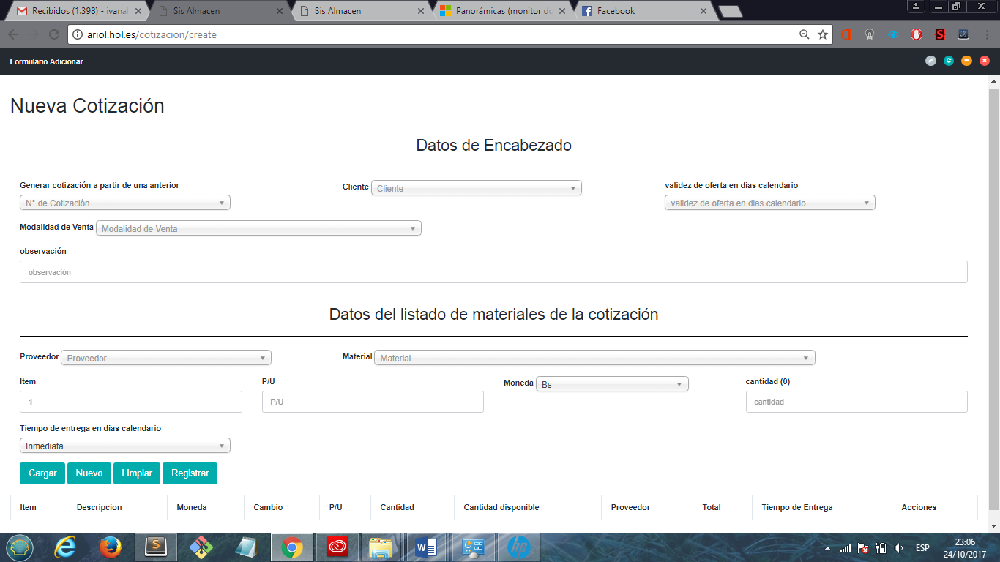 Recibidos (1.398) - ivanal
Sis Almacen
Sis Almacen
Panorámicas (monitor do
Facebook
ariol.hol.es/cotizacion/create
Formulario Adicionar
Nueva Cotización
Datos de Encabezado
Generar cotización a partir de una anterior
N° de Cotización
Cliente Cliente
validez de oferta en dias calendario
validez de oferta en dias calendario
Modalidad de Venta Modalidad de Venta
observación
observación
Datos del listado de materiales de la cotización
Proveedor Proveedor
Material Material
Item
1
P/U
P/U
Moneda Bs
cantidad (0)
cantidad
Tiempo de entrega en dias calendario
Inmediata
Cargar Nuevo Limpiar Registrar
Item Descripcion Moneda Cambio P/U Cantidad Cantidad disponible Proveedor Total Tiempo de Entrega Acciones
ESP
23:06
24/10/2017